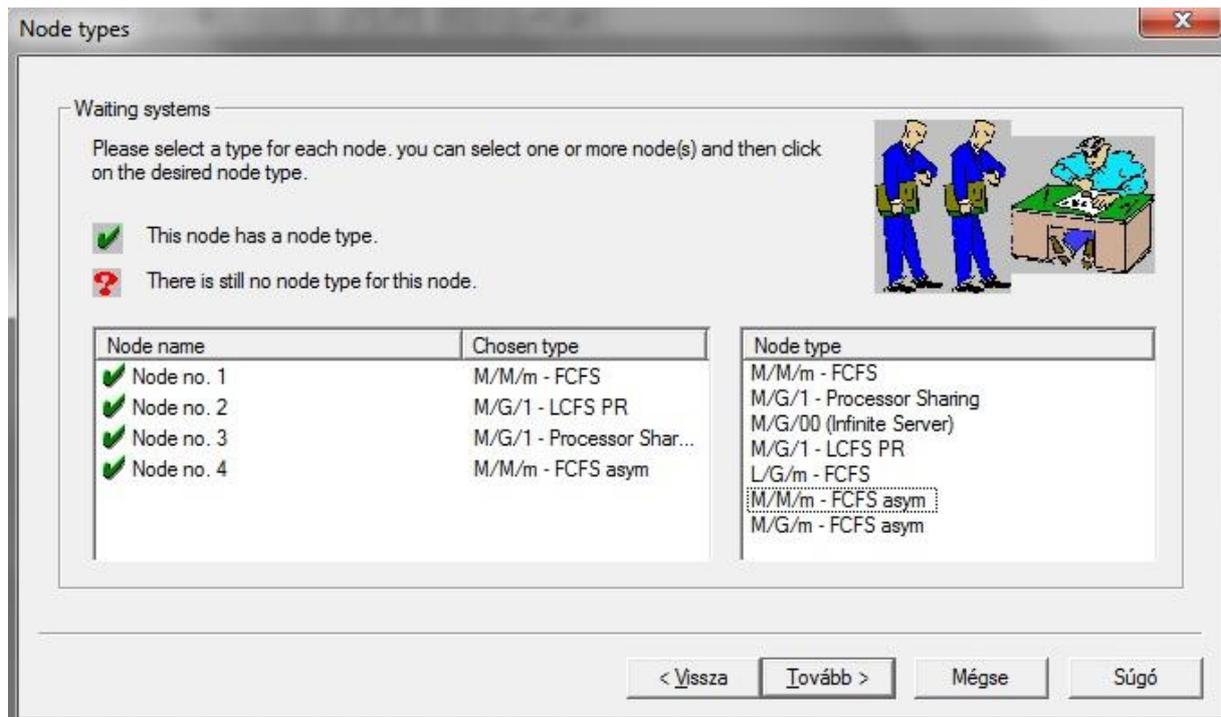 Node types
Waiting systems
Please select a type for each node. you can select one or more node(s) and then click
on the desired node type.
This node has a node type.
There is still no node type for this node.
Node name Chosen type
Node no. 1 M/M/m - FCFS
Node no. 2 M/G/1 - LCFS PR
Node no. 3 M/G/1 - Processor Shar...
Node no. 4 M/M/m - FCFS asym
Node type
M/M/m - FCFS
M/G/1 - Processor Sharing
M/G/00 (Infinite Server)
M/G/1 - LCFS PR
L/G/m - FCFS
M/M/m - FCFS asym
M/G/m - FCFS asym
< Vissza Tovább > Mégse Súgó